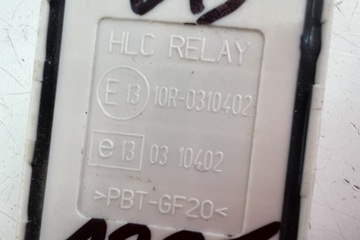 HLC RELAY
E 13 10R-0310402
e 13 03 10402
>PBT-GF20<